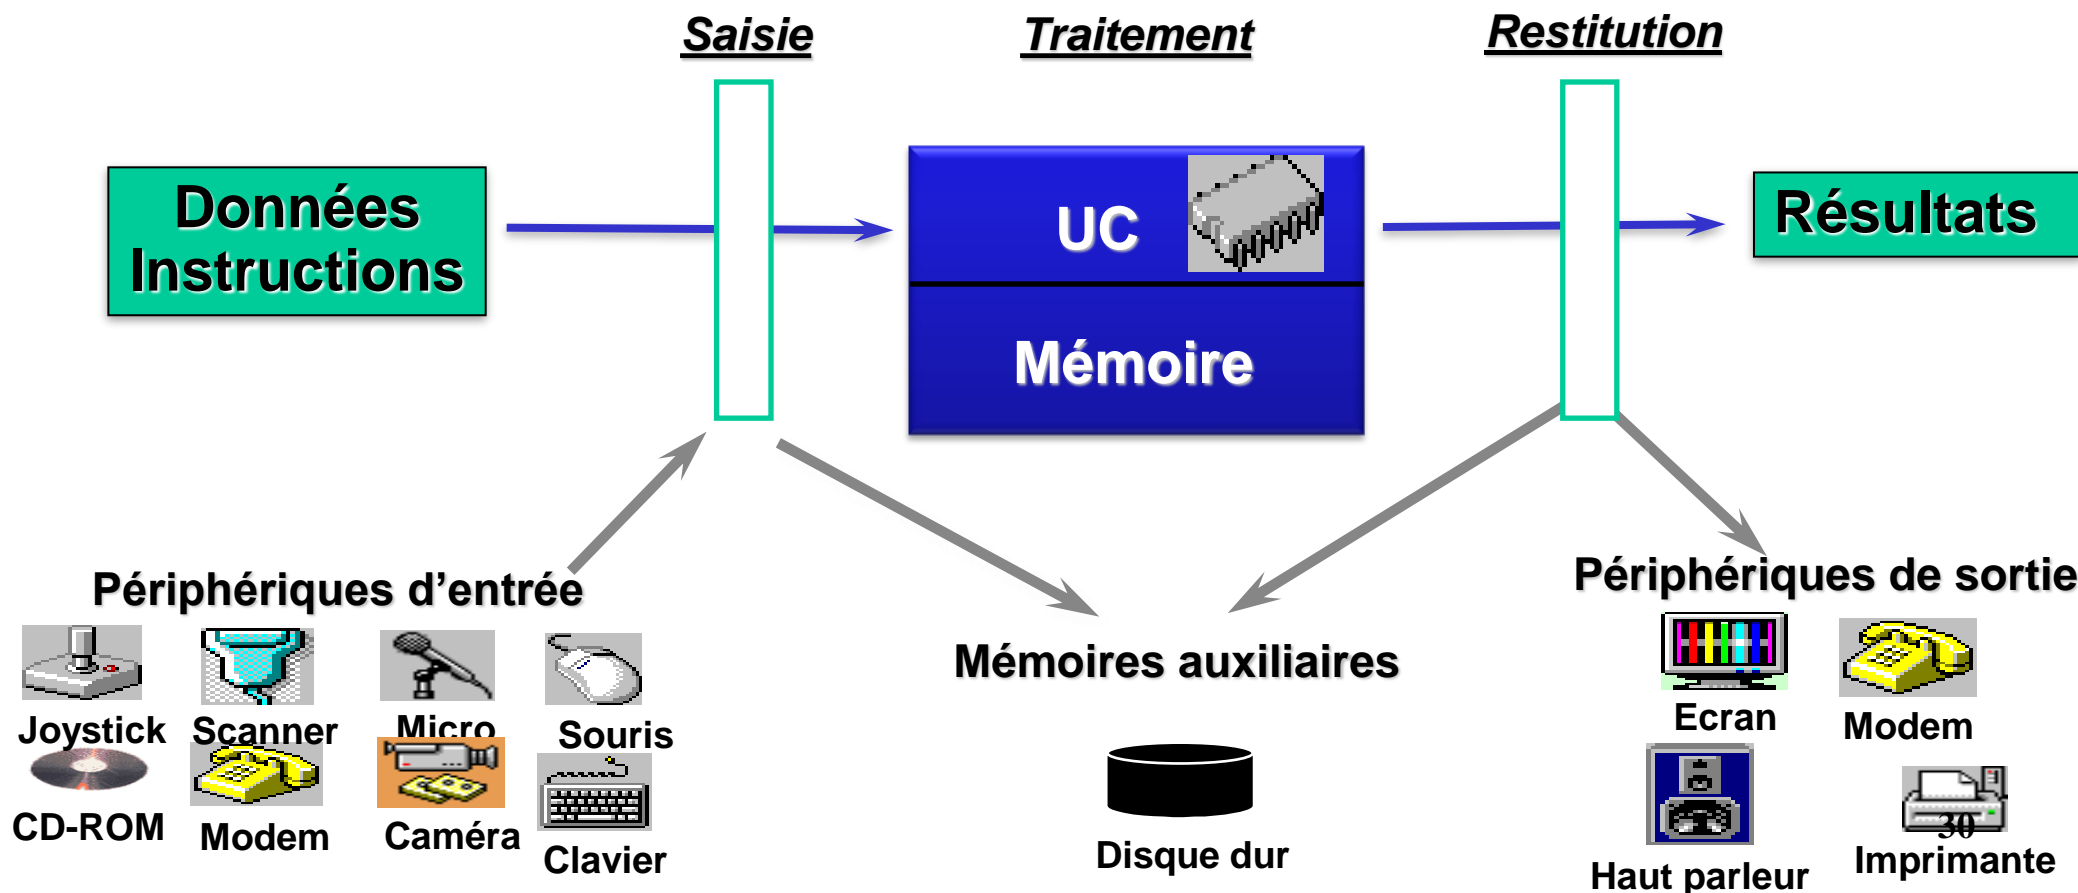 Saisie
Traitement
Restitution
Données
Instructions
UC
Mémoire
Résultats
Périphériques d’entrée
Joystick
Scanner
Micro
Souris
CD-ROM
Modem
Caméra
Clavier
Mémoires auxiliaires
Disque dur
Périphériques de sortie
Ecran
Modem
Haut parleur
30
Imprimante